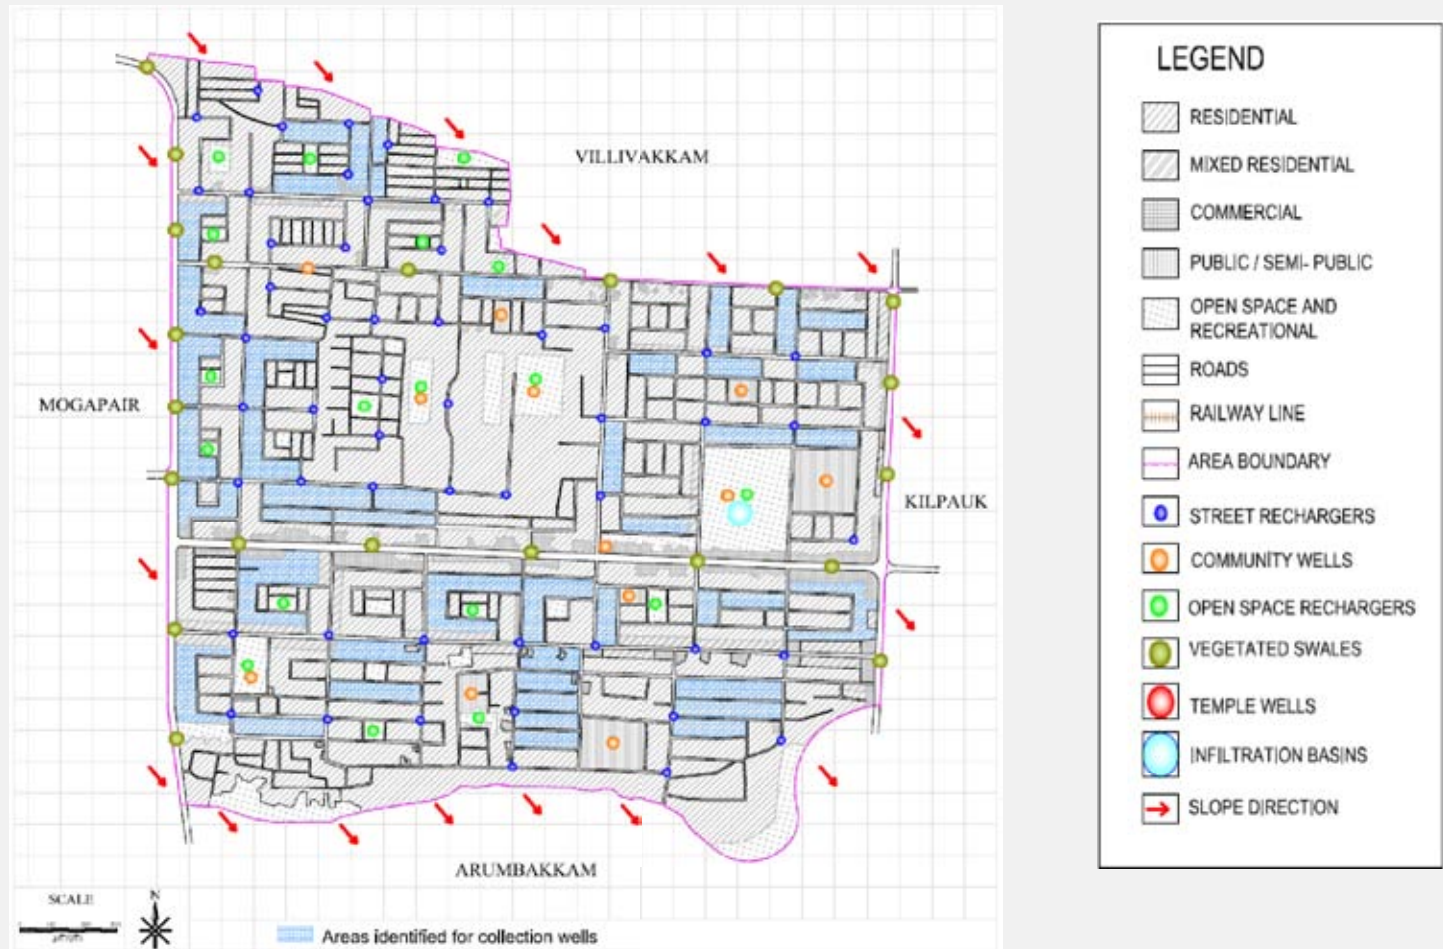 VILLIVAKKAM
MOGAPAIR
KILPAUK
ARUMBAKKAM
SCALE
N
Areas identified for collection wells
LEGEND
RESIDENTIAL
MIXED RESIDENTIAL
COMMERCIAL
PUBLIC / SEMI- PUBLIC
OPEN SPACE AND
RECREATIONAL
ROADS
RAILWAY LINE
AREA BOUNDARY
STREET RECHARGERS
COMMUNITY WELLS
OPEN SPACE RECHARGERS
VEGETATED SWALES
TEMPLE WELLS
INFILTRATION BASINS
SLOPE DIRECTION